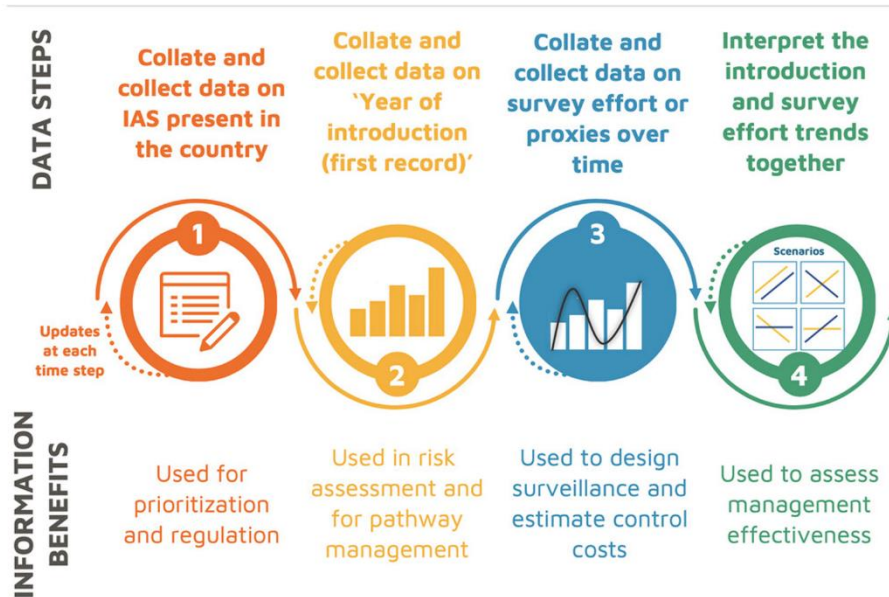 DATA STEPS
Collate and
collect data on
IAS present in
the country
Collate and
collect data on
‘Year of
introduction
(first record)’
Collate and
collect data on
survey effort or
proxies over
time
Interpret the
introduction
and survey
effort trends
together
1
2
3
4
Scenarios
Updates
at each
time step
INFORMATION
BENEFITS
Used for
prioritization
and regulation
Used in risk
assessment and
for pathway
management
Used to design
surveillance and
estimate control
costs
Used to assess
management
effectiveness